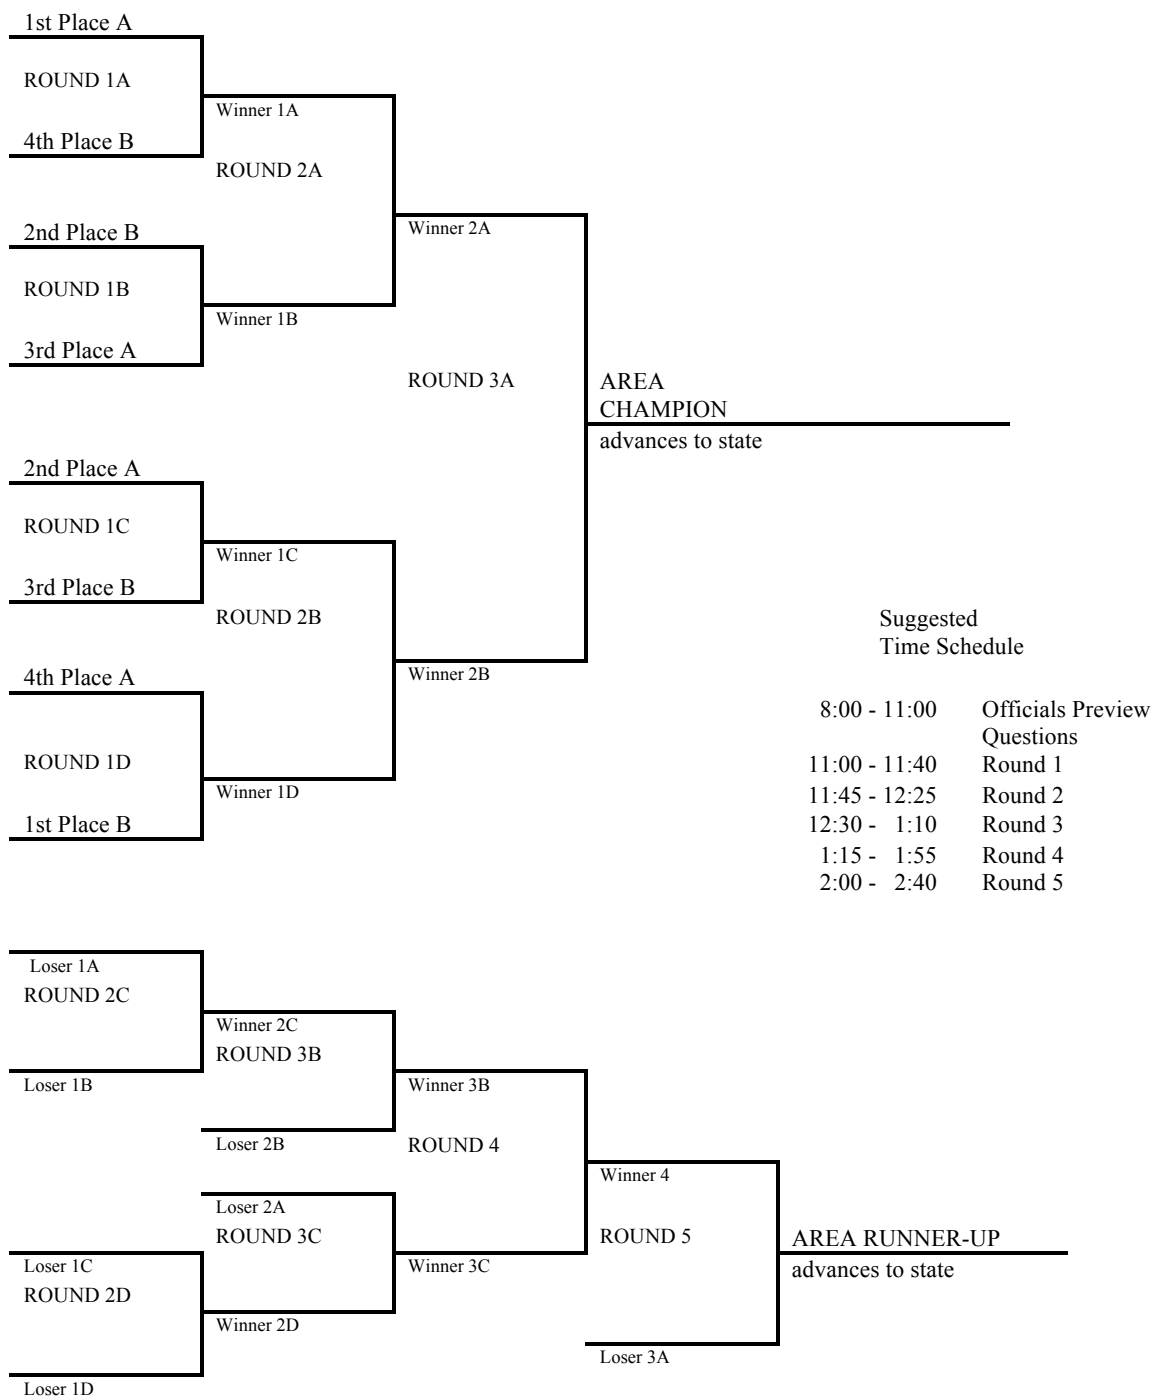 1st Place A
ROUND 1A
Winner 1A
4th Place B
ROUND 2A
2nd Place B
Winner 2A
ROUND 1B
Winner 1B
3rd Place A
ROUND 3A
AREA
CHAMPION
advances to state
2nd Place A
ROUND 1C
Winner 1C
3rd Place B
ROUND 2B
Winner 2B
4th Place A
ROUND 1D
Winner 1D
1st Place B
Suggested
Time Schedule
8:00 - 11:00 Officials Preview
Questions
11:00 - 11:40 Round 1
11:45 - 12:25 Round 2
12:30 - 1:10 Round 3
1:15 - 1:55 Round 4
2:00 - 2:40 Round 5
Loser 1A
ROUND 2C
Winner 2C
ROUND 3B
Loser 1B
Winner 3B
Loser 2B
ROUND 4
Winner 4
Loser 2A
ROUND 3C
ROUND 5
AREA RUNNER-UP
advances to state
Loser 1C
Winner 3C
ROUND 2D
Winner 2D
Loser 3A
Loser 1D